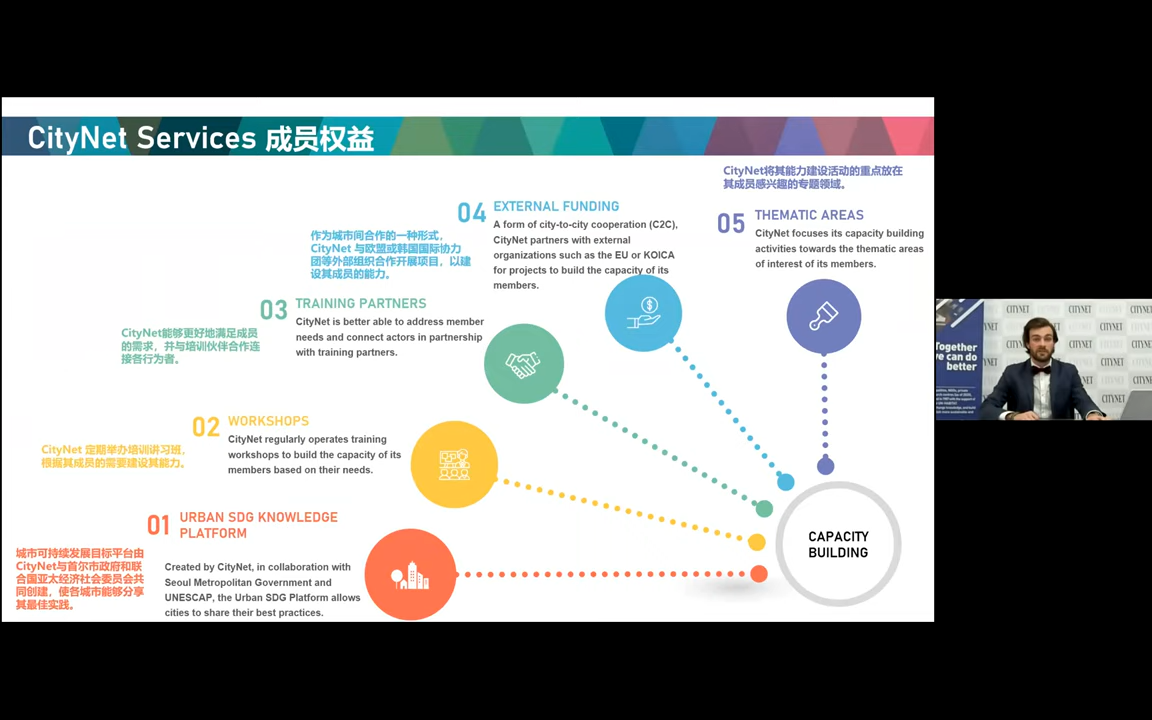 CityNet Services 成员权益
CityNet将其能力建设活动的重点放在
其成员感兴趣的专题领域。
05
THEMATIC AREAS
CityNet focuses its capacity building
activities towards the thematic areas
of interest of its members.
04
EXTERNAL FUNDING
A form of city-to-city cooperation (C2C),
CityNet partners with external
organizations such as the EU or KOICA
for projects to build the capacity of its
members.
作为城市间合作的一种形式，
CityNet 与欧盟或韩国国际协力
团等外部组织合作开展项目，以建
设其成员的能力。
03
TRAINING PARTNERS
CityNet is better able to address member
needs and connect actors in partnership
with training partners.
CityNet能够更好地满足成员
的需求，并与培训伙伴合作连
接各行为者。
02
WORKSHOPS
CityNet regularly operates training
workshops to build the capacity of its
members based on their needs.
CityNet 定期举办培训讲习班，
根据其成员的需要建设其能力。
01
URBAN SDG KNOWLEDGE
PLATFORM
Created by CityNet, in collaboration with
Seoul Metropolitan Government and
UNESCAP, the Urban SDG Platform allows
cities to share their best practices.
城市可持续发展目标平台由
CityNet与首尔市政府和联
合国亚太经济社会委员会共
同创建，使各城市能够分享
其最佳实践。
CAPACITY
BUILDING
Together
we can do
better
CITYNET